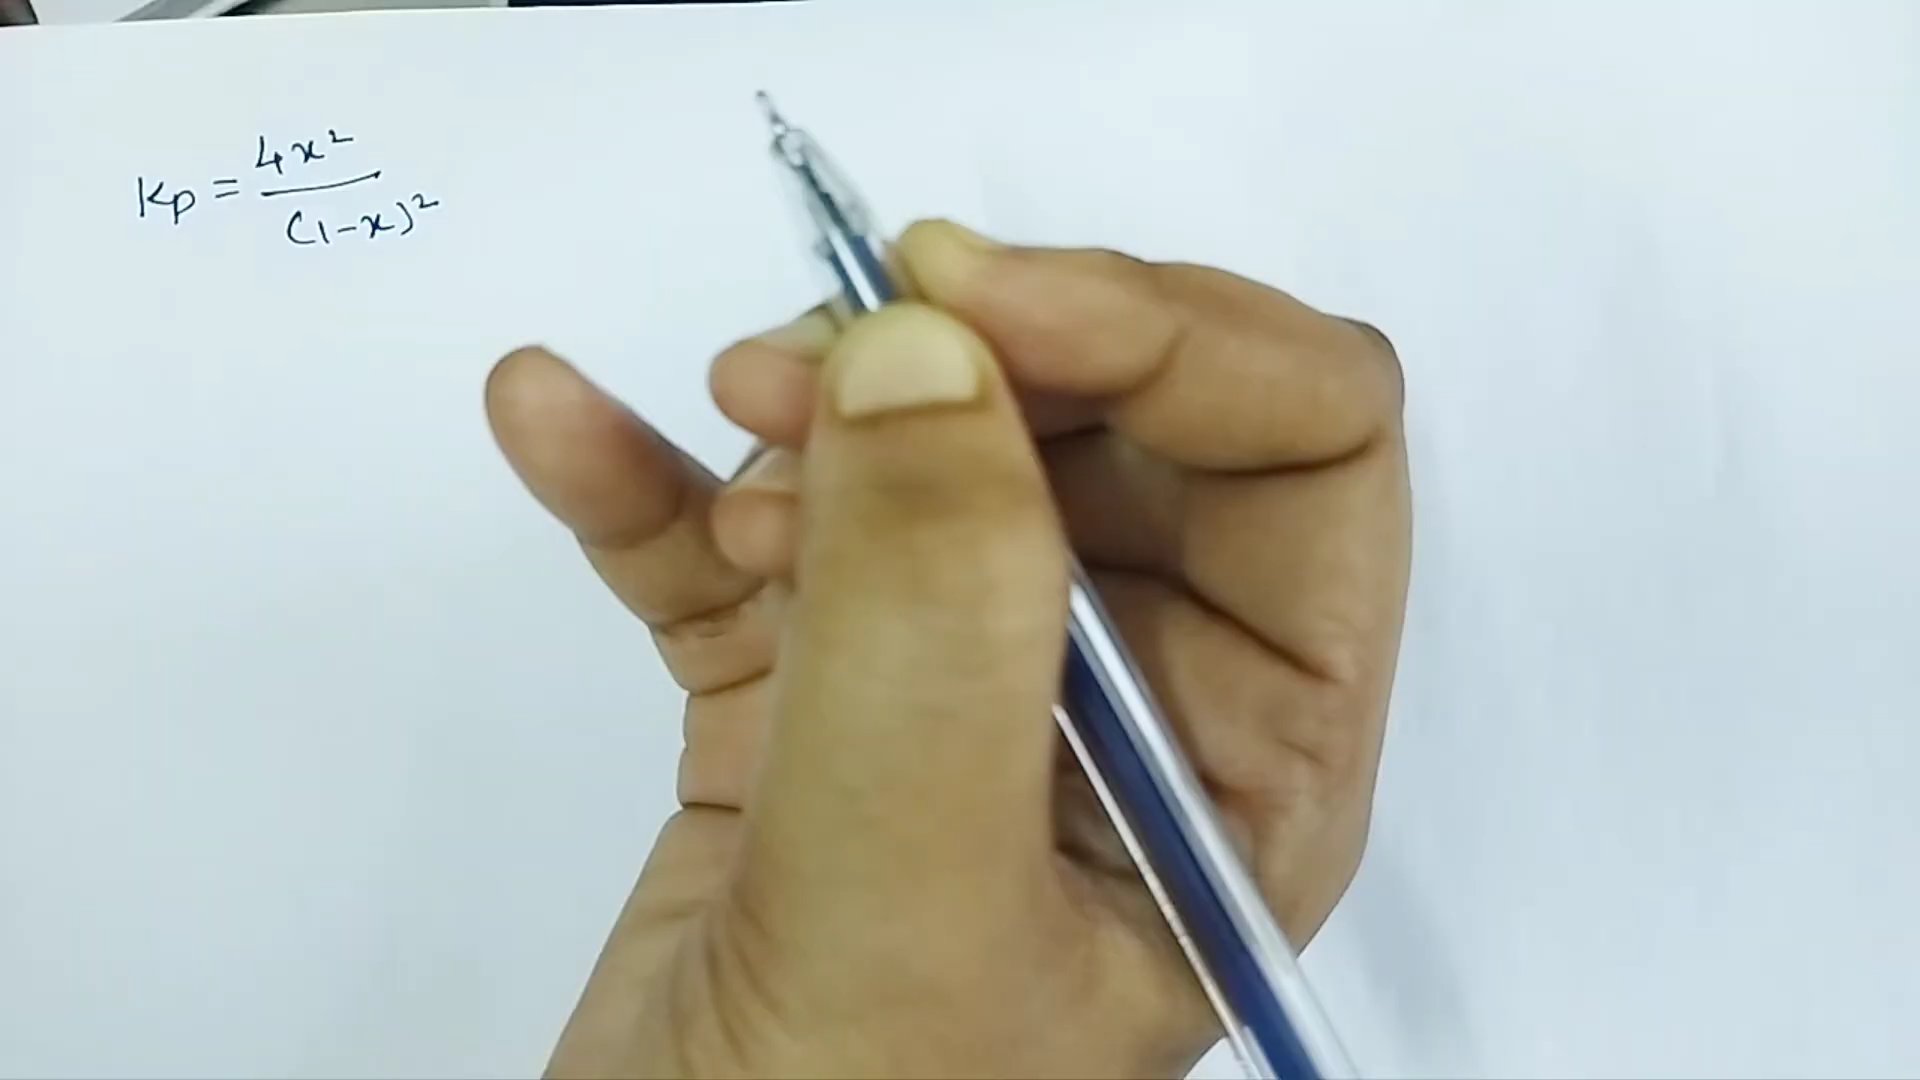 Kp = 4x² / (1-x)²